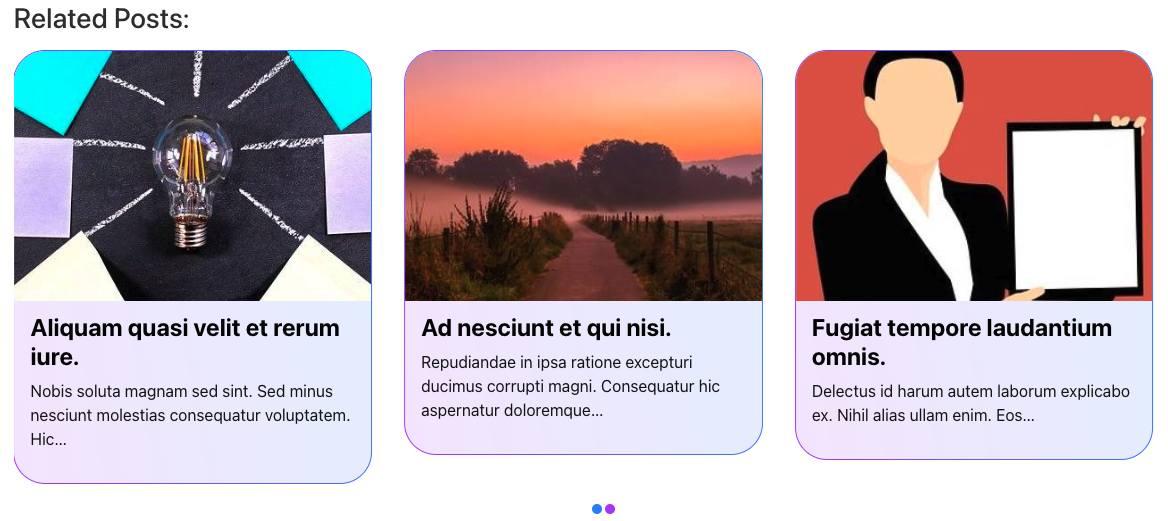 Related Posts:
Aliquam quasi velit et rerum
iure.
Nobis soluta magnam sed sint. Sed minus
nesciunt molestias consequatur voluptatem.
Hic...
Ad nesciunt et qui nisi.
Repudiandae in ipsa ratione excepturi
ducimus corrupti magni. Consequatur hic
aspernatur doloremque...
Fugiat tempore laudantium
omnis.
Delectus id harum autem laborum explicabo
ex. Nihil alias ullam enim. Eos...